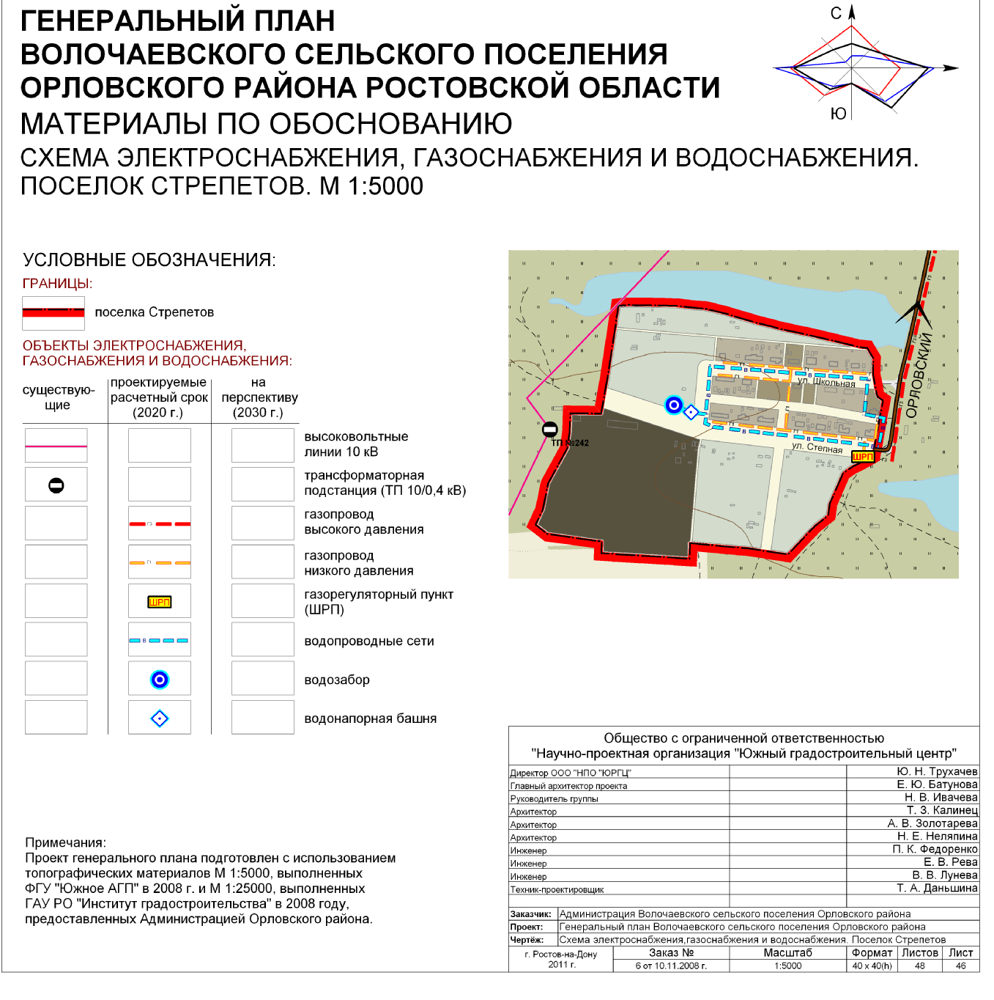 ГЕНЕРАЛЬНЫЙ ПЛАН
ВОЛОЧАЕВСКОГО СЕЛЬСКОГО ПОСЕЛЕНИЯ
ОРЛОВСКОГО РАЙОНА РОСТОВСКОЙ ОБЛАСТИ
МАТЕРИАЛЫ ПО ОБОСНОВАНИЮ
СХЕМА ЭЛЕКТРОСНАБЖЕНИЯ, ГАЗОСНАБЖЕНИЯ И ВОДОСНАБЖЕНИЯ.
ПОСЕЛОК СТРЕПЕТОВ. М 1:5000
С
Ю
УСЛОВНЫЕ ОБОЗНАЧЕНИЯ:
ГРАНИЦЫ:
поселка Стрепетов
ОБЪЕКТЫ ЭЛЕКТРОСНАБЖЕНИЯ,
ГАЗОСНАБЖЕНИЯ И ВОДОСНАБЖЕНИЯ:
существую-
щие
проектируемые
расчетный срок
(2020 г.)
на
перспективу
(2030 г.)
высоковольтные
линии 10 кВ
трансформаторная
подстанция (ТП 10/0,4 кВ)
Г3
газопровод
высокого давления
Г1
газопровод
низкого давления
ШРП
газорегуляторный пункт
(ШРП)
В
водопроводные сети
водозабор
водонапорная башня
ОРЛОВСКИЙ
ул. Школьная
ТП №242
ул. Степная
ШРП
Г3
Примечания:
Проект генерального плана подготовлен с использованием
топографических материалов М 1:5000, выполненных
ФГУ "Южное АГП" в 2008 г. и М 1:25000, выполненных
ГАУ РО "Институт градостроительства" в 2008 году,
предоставленных Администрацией Орловского района.
Общество с ограниченной ответственностью
"Научно-проектная организация "Южный градостроительный центр"
Директор ООО "НПО "ЮРГЦ" Ю. Н. Трухачев
Главный архитектор проекта Е. Ю. Батунова
Руководитель группы Н. В. Ивачева
Архитектор Т. З. Калинец
Архитектор А. В. Золотарева
Архитектор Н. Е. Неляпина
Инженер П. К. Федоренко
Инженер Е. В. Рева
Инженер В. В. Лунева
Техник-проектировщик Т. А. Даньшина
Заказчик: Администрация Волочаевского сельского поселения Орловского района
Проект: Генеральный план Волочаевского сельского поселения Орловского района
Чертёж: Схема электроснабжения,газоснабжения и водоснабжения. Поселок Стрепетов
г. Ростов-на-Дону
2011 г.
Заказ № Масштаб Формат Листов Лист
6 от 10.11.2008 г. 1:5000 40 x 40(h) 48 46